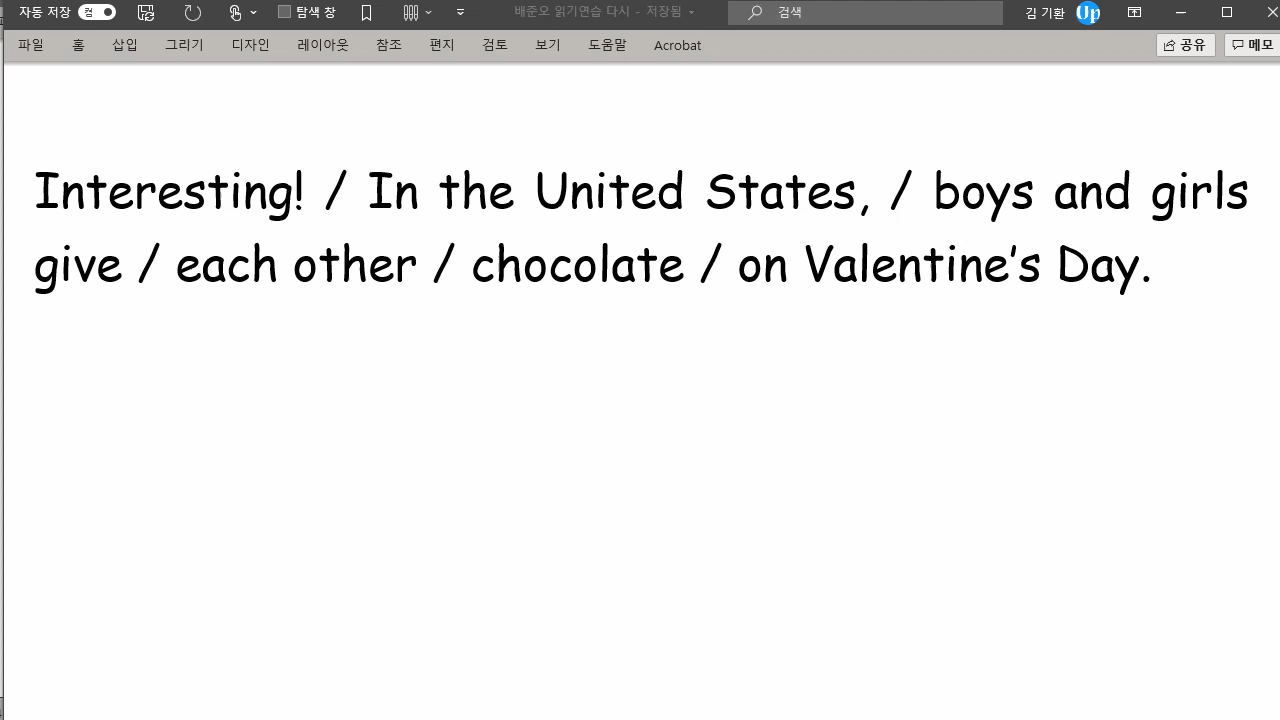 자동 저장 컴 탐색 창 배준오 읽기연습 다시 - 저장됨 검색 김 기환 Up
파일 홈 삽입 그리기 디자인 레이아웃 참조 편지 검토 보기 도움말 Acrobat 공유 메모
Interesting! / In the United States, / boys and girls
give / each other / chocolate / on Valentine's Day.